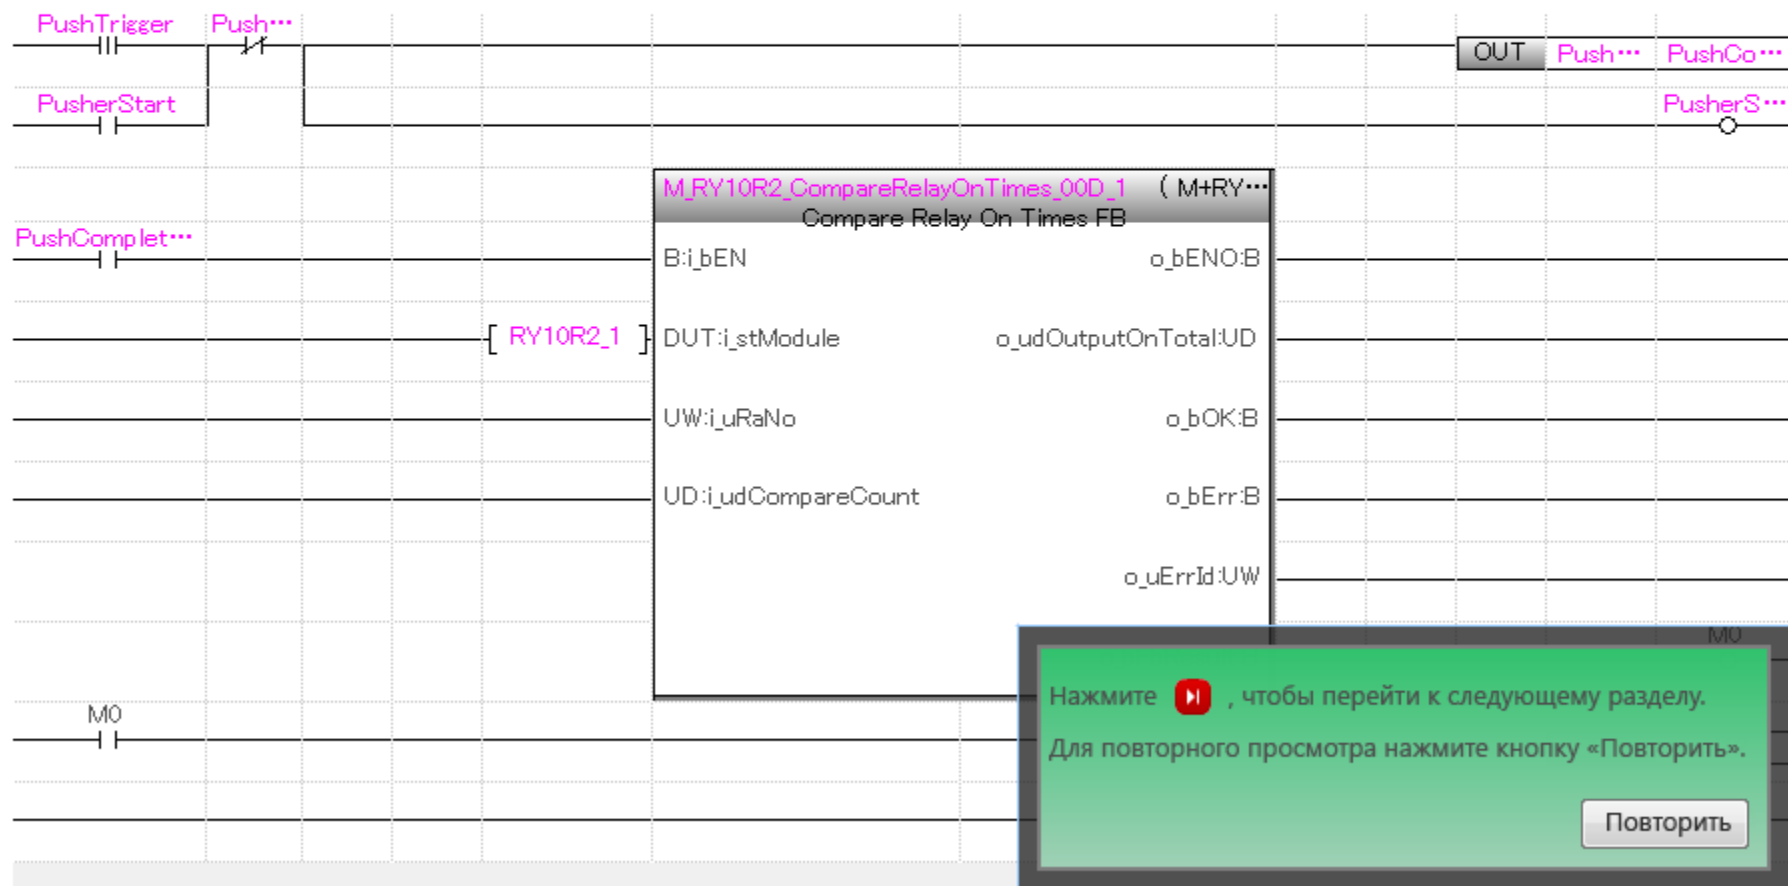 PushTrigger Push… OUT Push… PushCo…
PusherStart PusherS…
M_RY10R2_CompareRelayOnTimes_00D_1 (M+RY…
Compare Relay On Times FB
PushComplet…
B:i_bEN o_bENO:B
[ RY10R2_1 ] DUT:i_stModule o_udOutputOnTotal:UD
UW:i_uRaNo o_bOK:B
UD:i_udCompareCount o_bErr:B
o_uErrId:UW
M0
Нажмите , чтобы перейти к следующему разделу.
M0
Для повторного просмотра нажмите кнопку «Повторить».
Повторить